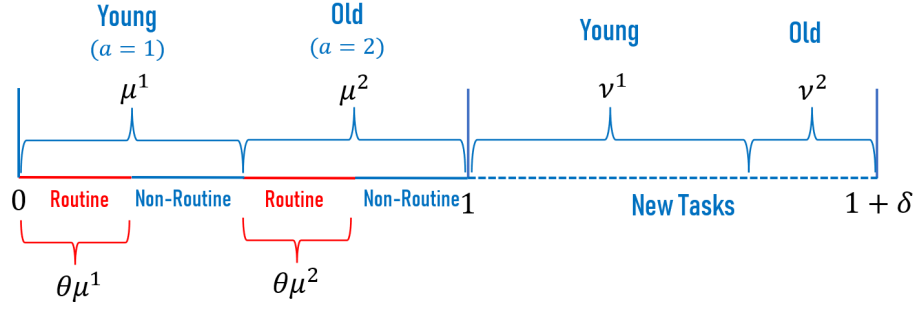 Young Old
(a = 1) (a = 2) Young Old
μ¹ μ² ν¹ ν²
0 Routine Non-Routine Routine Non-Routine 1 New Tasks 1 + δ
θμ¹ θμ²